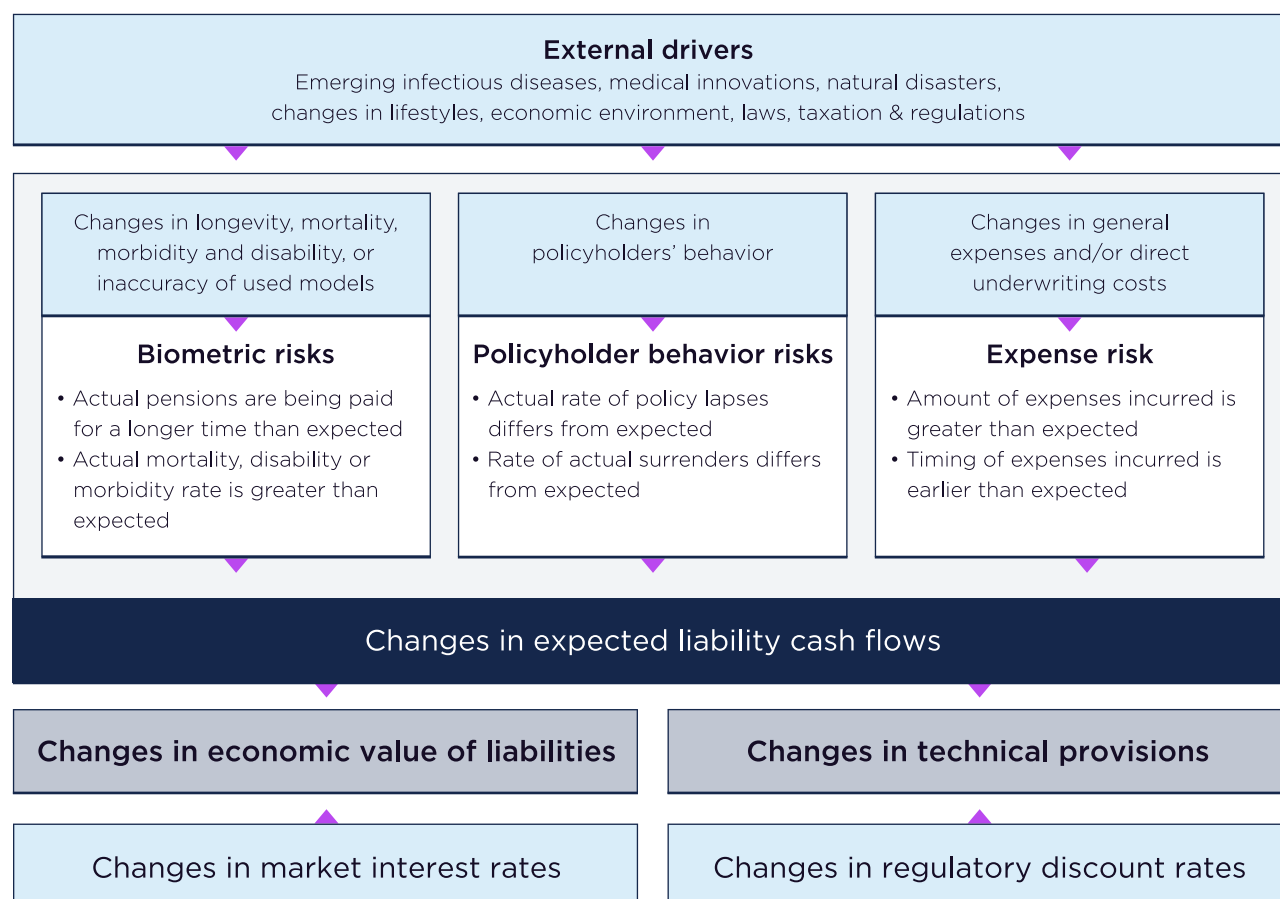 External drivers
Emerging infectious diseases, medical innovations, natural disasters,
changes in lifestyles, economic environment, laws, taxation & regulations
Changes in longevity, mortality,
morbidity and disability, or
inaccuracy of used models
Biometric risks
• Actual pensions are being paid
for a longer time than expected
• Actual mortality, disability or
morbidity rate is greater than
expected
Changes in
policyholders’ behavior
Policyholder behavior risks
• Actual rate of policy lapses
differs from expected
• Rate of actual surrenders differs
from expected
Changes in general
expenses and/or direct
underwriting costs
Expense risk
• Amount of expenses incurred is
greater than expected
• Timing of expenses incurred is
earlier than expected
Changes in expected liability cash flows
Changes in economic value of liabilities
Changes in technical provisions
Changes in market interest rates
Changes in regulatory discount rates